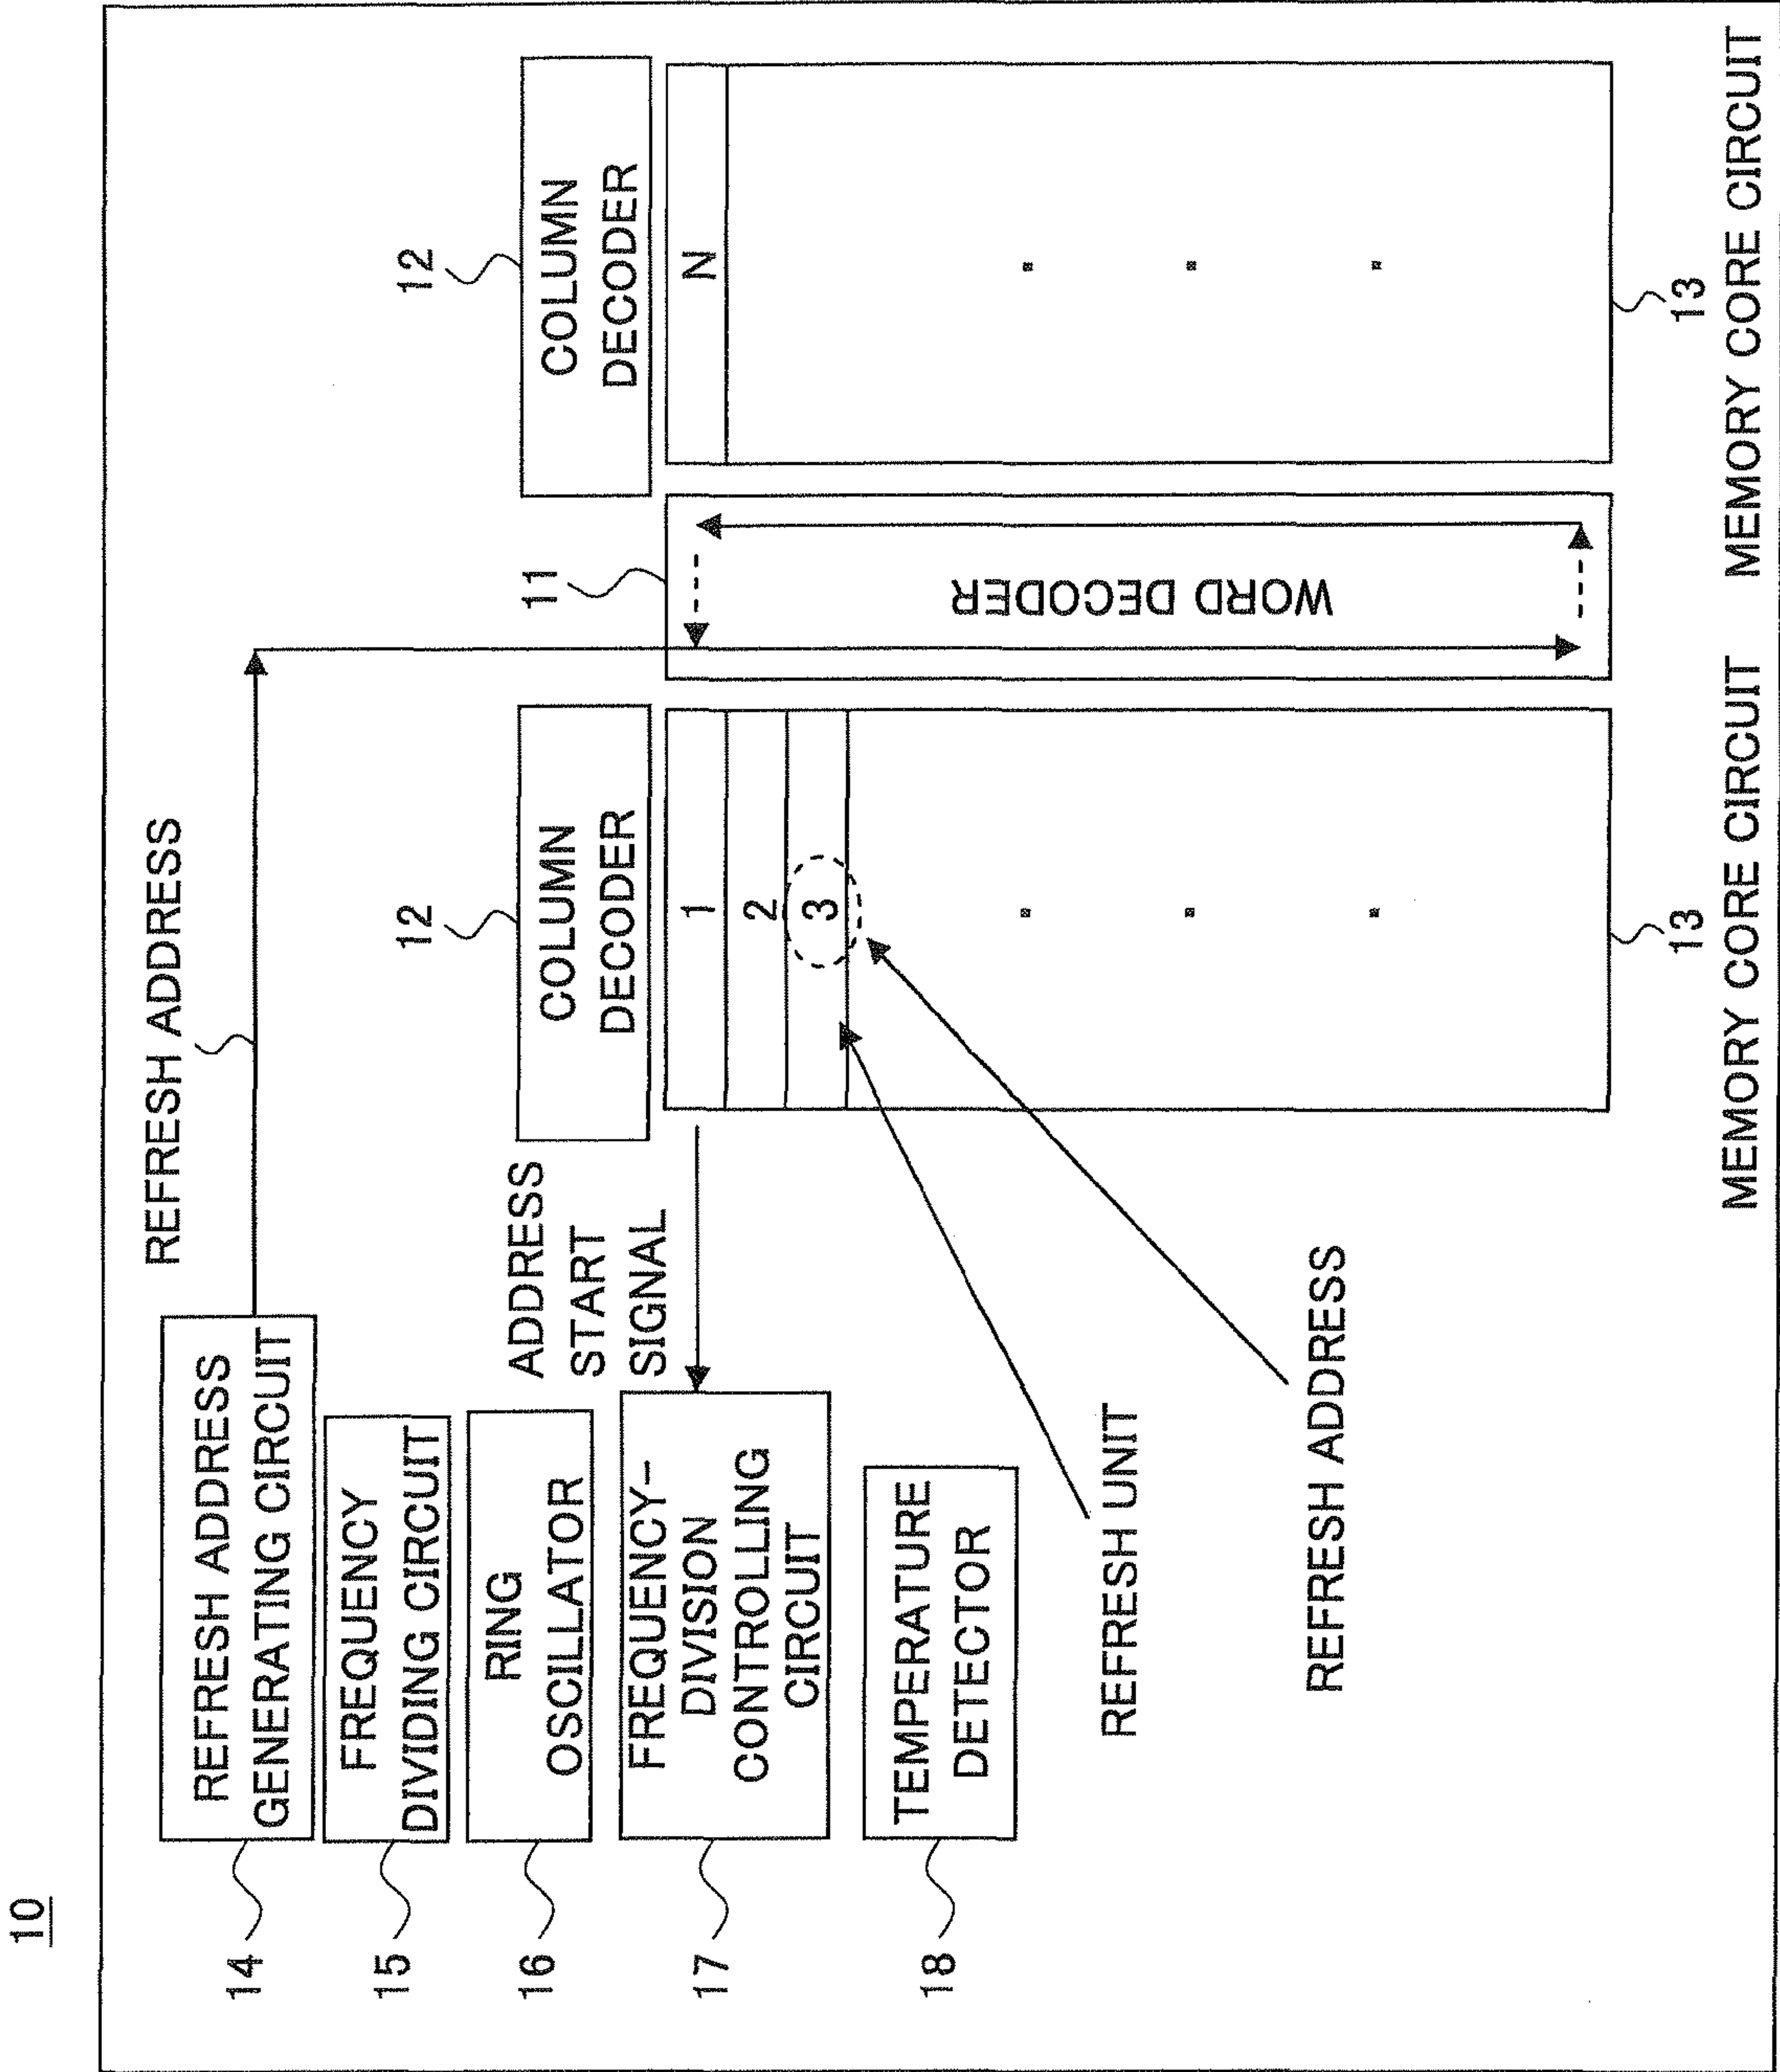 10
14
REFRESH ADDRESS
GENERATING CIRCUIT
REFRESH ADDRESS
15
FREQUENCY
DIVIDING CIRCUIT
16
RING
OSCILLATOR
17
FREQUENCY-
DIVISION
CONTROLLING
CIRCUIT
ADDRESS
START
SIGNAL
18
TEMPERATURE
DETECTOR
REFRESH UNIT
REFRESH ADDRESS
12
COLUMN
DECODER
1
2
3
13
MEMORY CORE CIRCUIT
11
WORD DECODER
12
COLUMN
DECODER
N
13
MEMORY CORE CIRCUIT